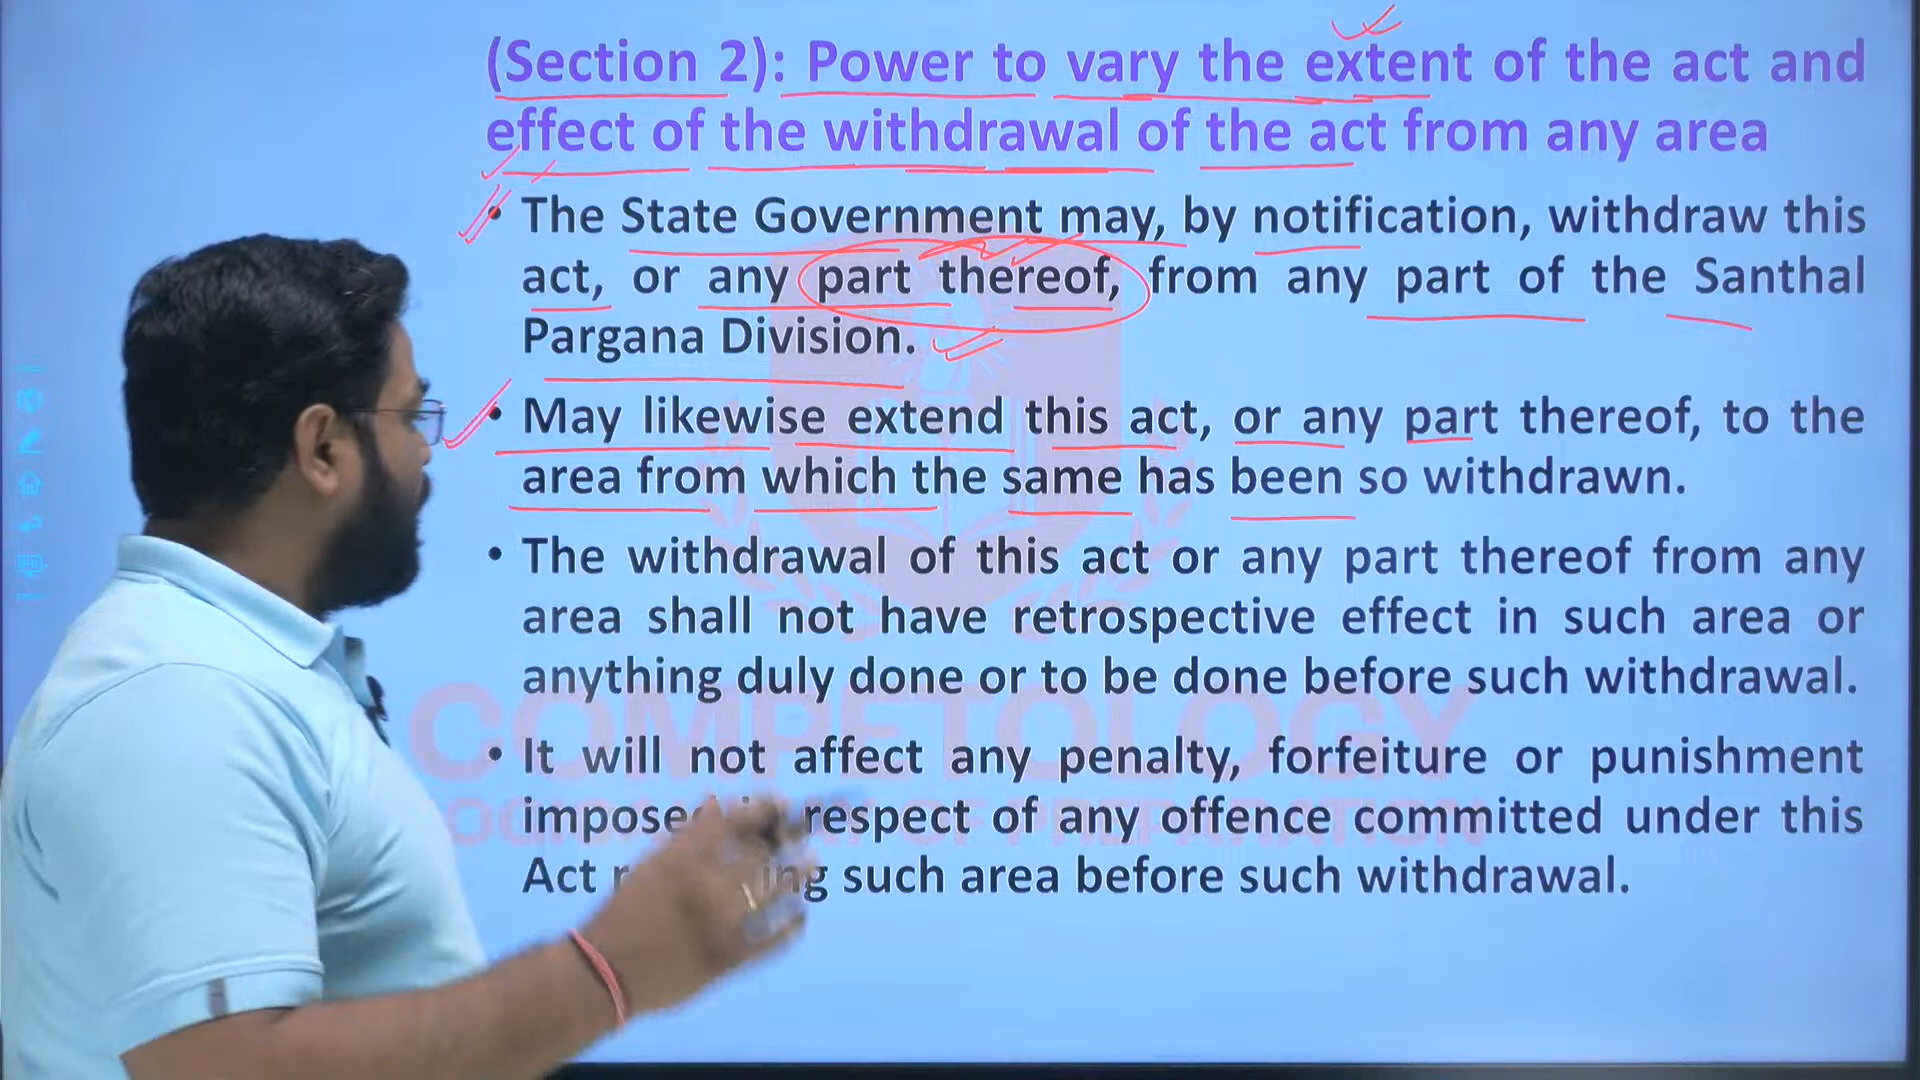 (Section 2): Power to vary the extent of the act and
effect of the withdrawal of the act from any area
• The State Government may, by notification, withdraw this
act, or any part thereof, from any part of the Santhal
Pargana Division.
• May likewise extend this act, or any part thereof, to the
area from which the same has been so withdrawn.
• The withdrawal of this act or any part thereof from any
area shall not have retrospective effect in such area or
anything duly done or to be done before such withdrawal.
• It will not affect any penalty, forfeiture or punishment
respect of any offence committed under this
Act such area before such withdrawal.
COMPETOLOGY
OF PREPARATION